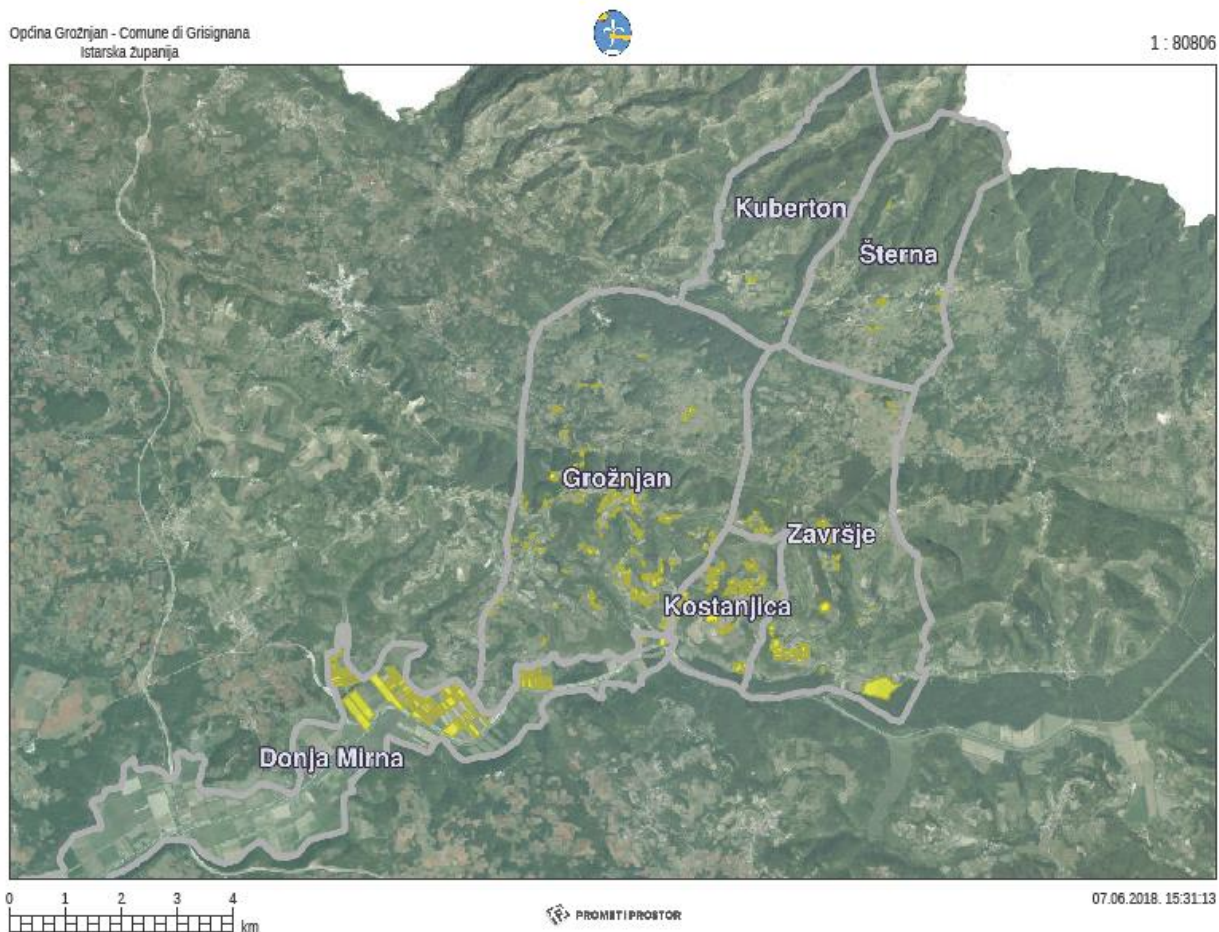 Općina Grožnjan - Comune di Grisignana
Istarska županija
1 : 80806
Kuberton
Šterna
Grožnjan
Završje
Kostanjica
Donja Mirna
0 1 2 3 4
km
PROMET I PROSTOR
07.06.2018. 15:31:13